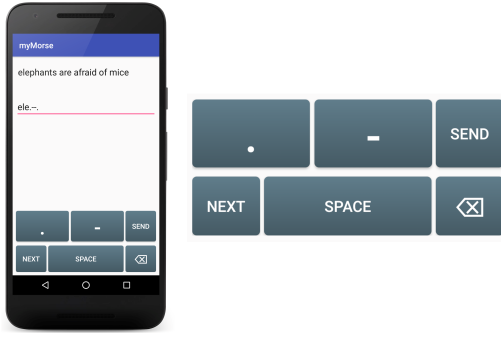 myMorse
elephants are afraid of mice
ele.–.
. - SEND
NEXT SPACE
. - SEND
NEXT SPACE